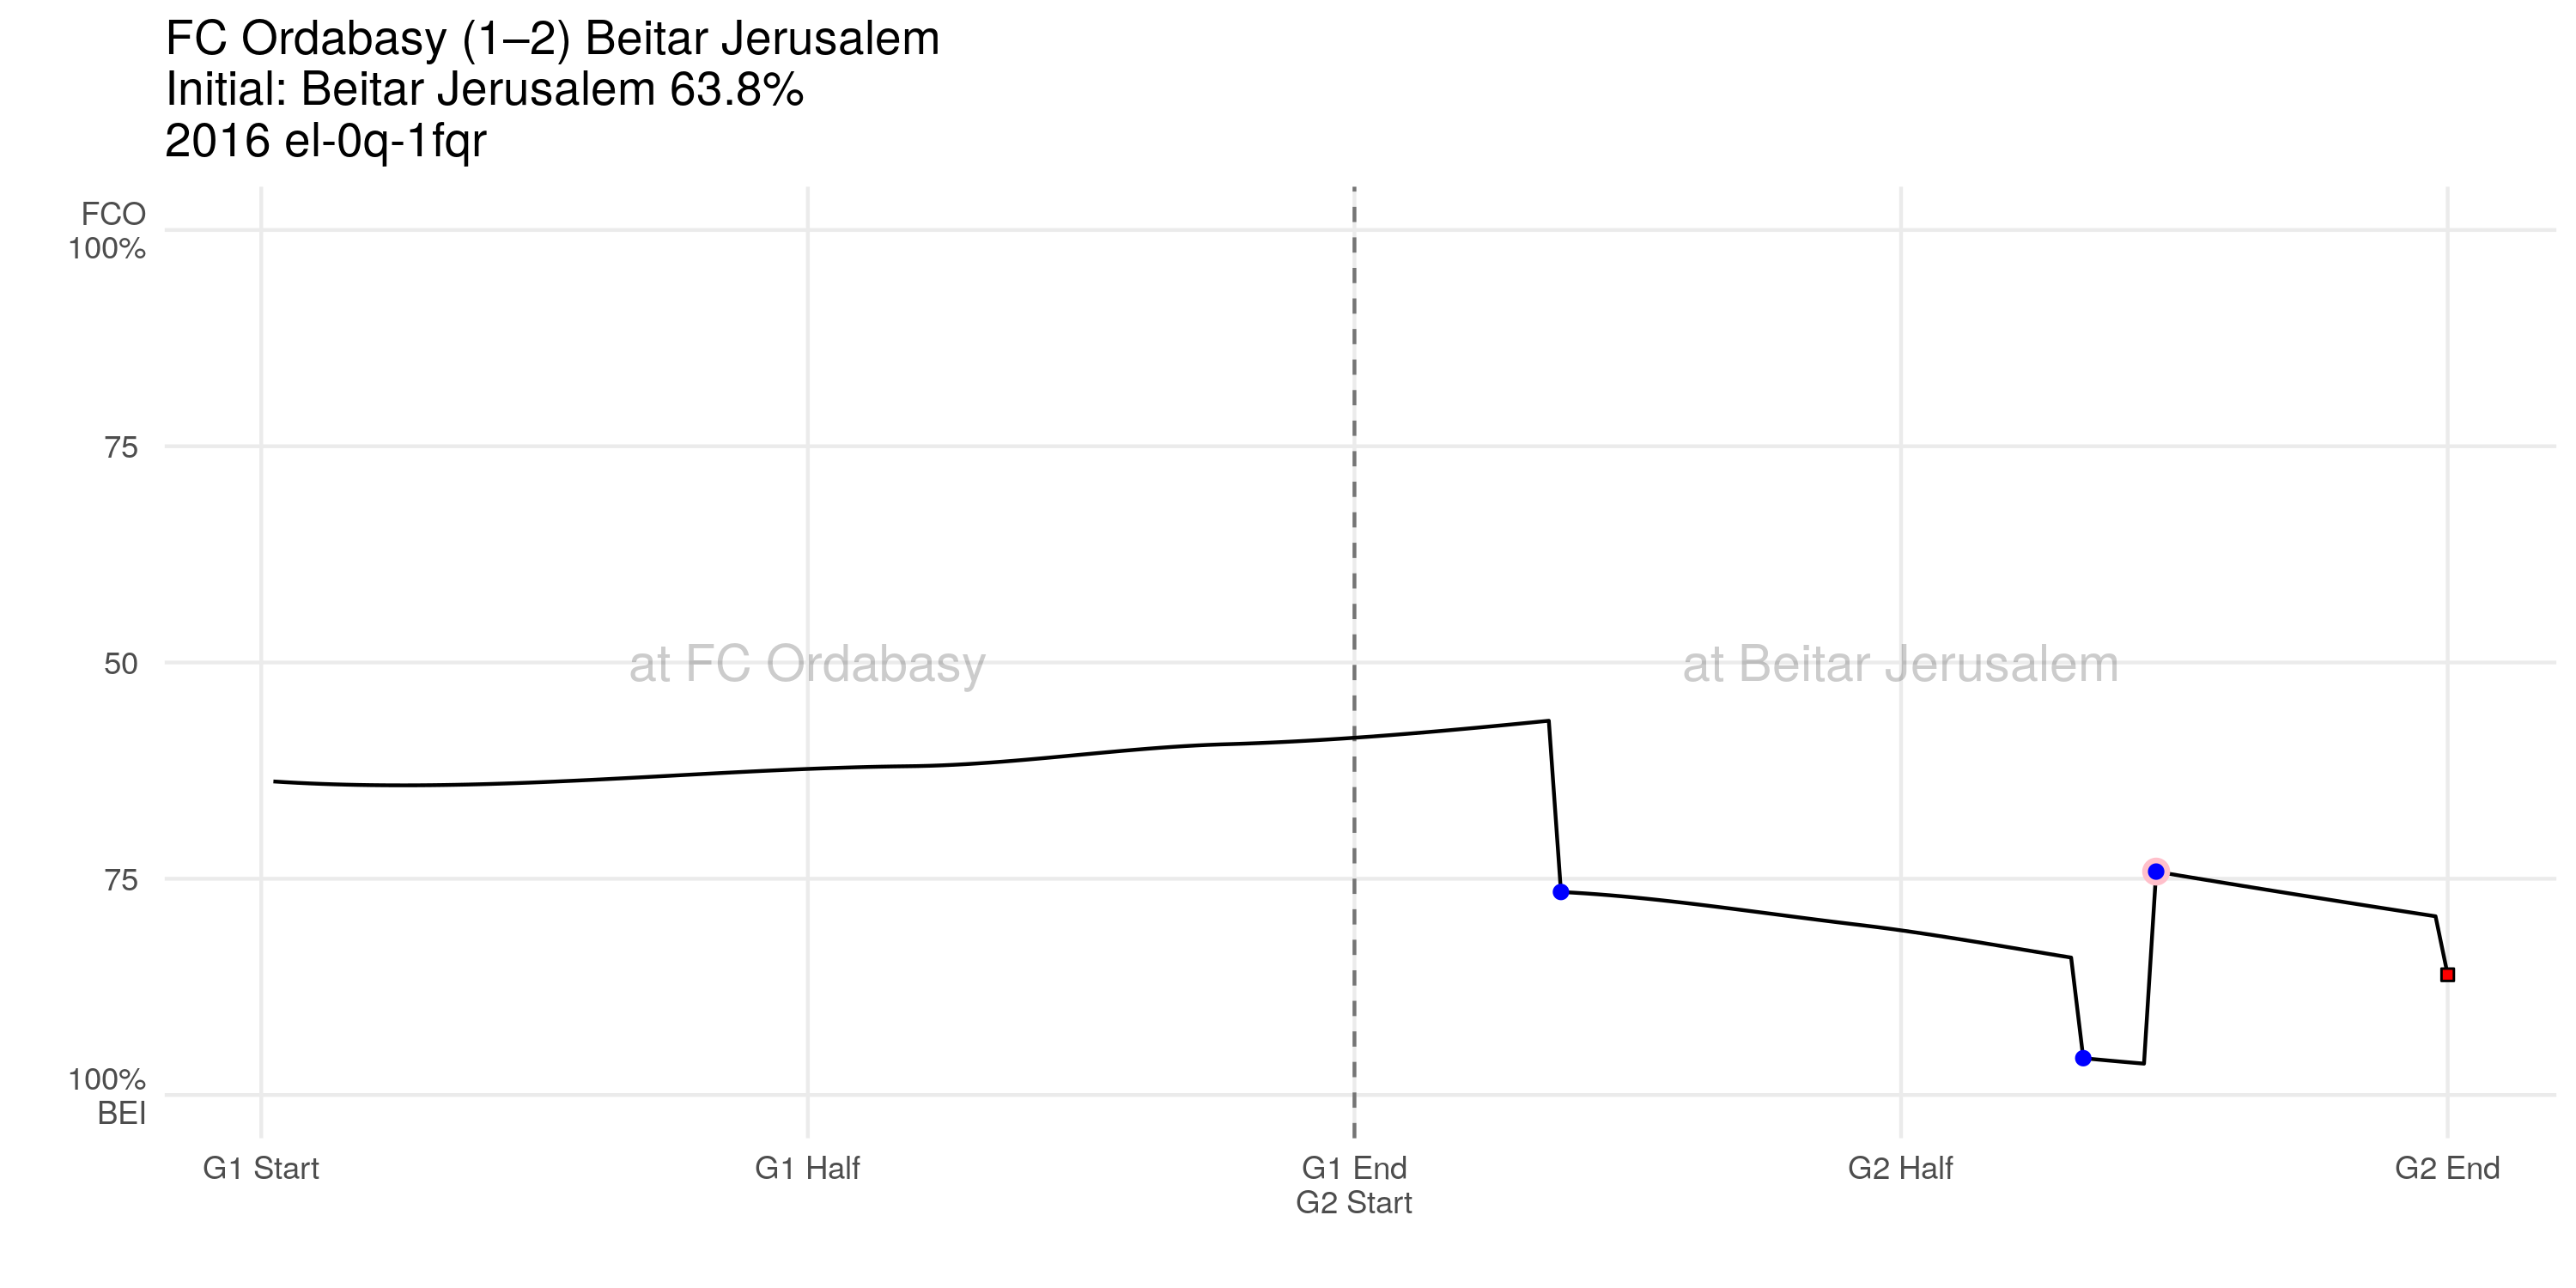 FC Ordabasy (1–2) Beitar Jerusalem
Initial: Beitar Jerusalem 63.8%
2016 el-0q-1fqr
FCO
100%
75
50
75
100%
BEI
at FC Ordabasy
at Beitar Jerusalem
G1 Start
G1 Half
G1 End
G2 Start
G2 Half
G2 End